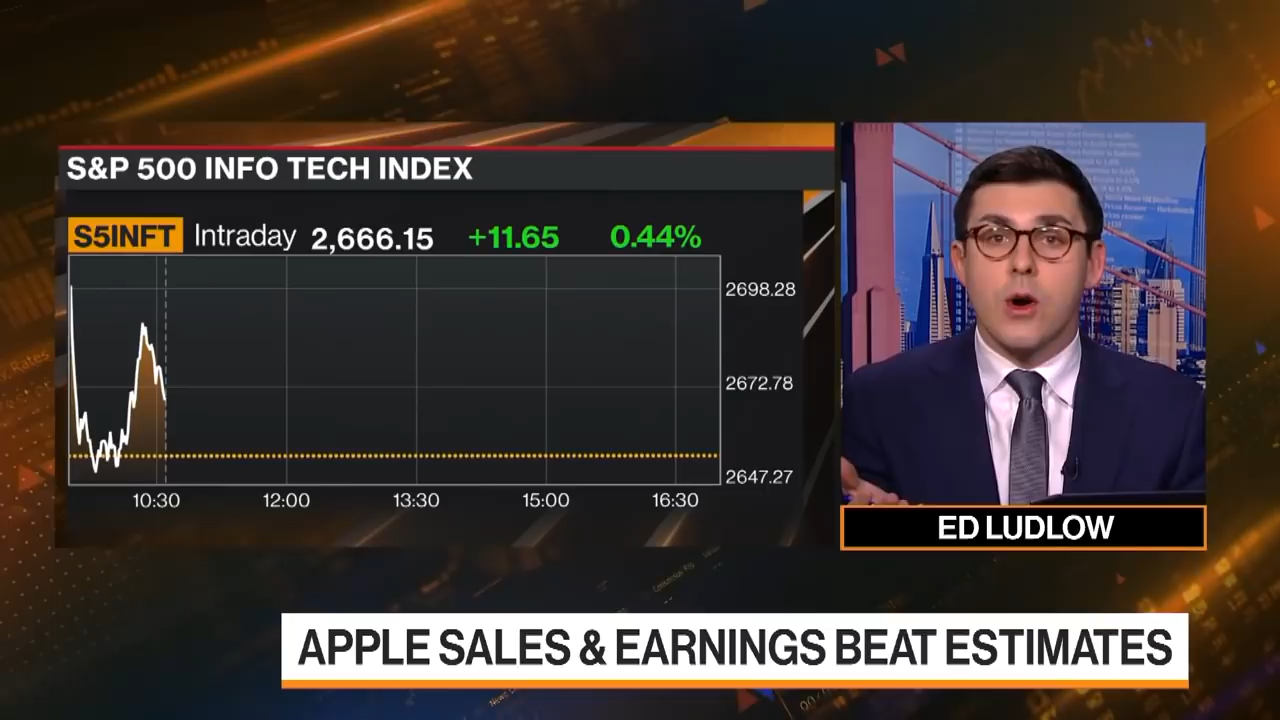 S&P 500 INFO TECH INDEX
S5INFT Intraday 2,666.15 +11.65 0.44%
2698.28
2672.78
2647.27
10:30 12:00 13:30 15:00 16:30
ED LUDLOW
APPLE SALES & EARNINGS BEAT ESTIMATES